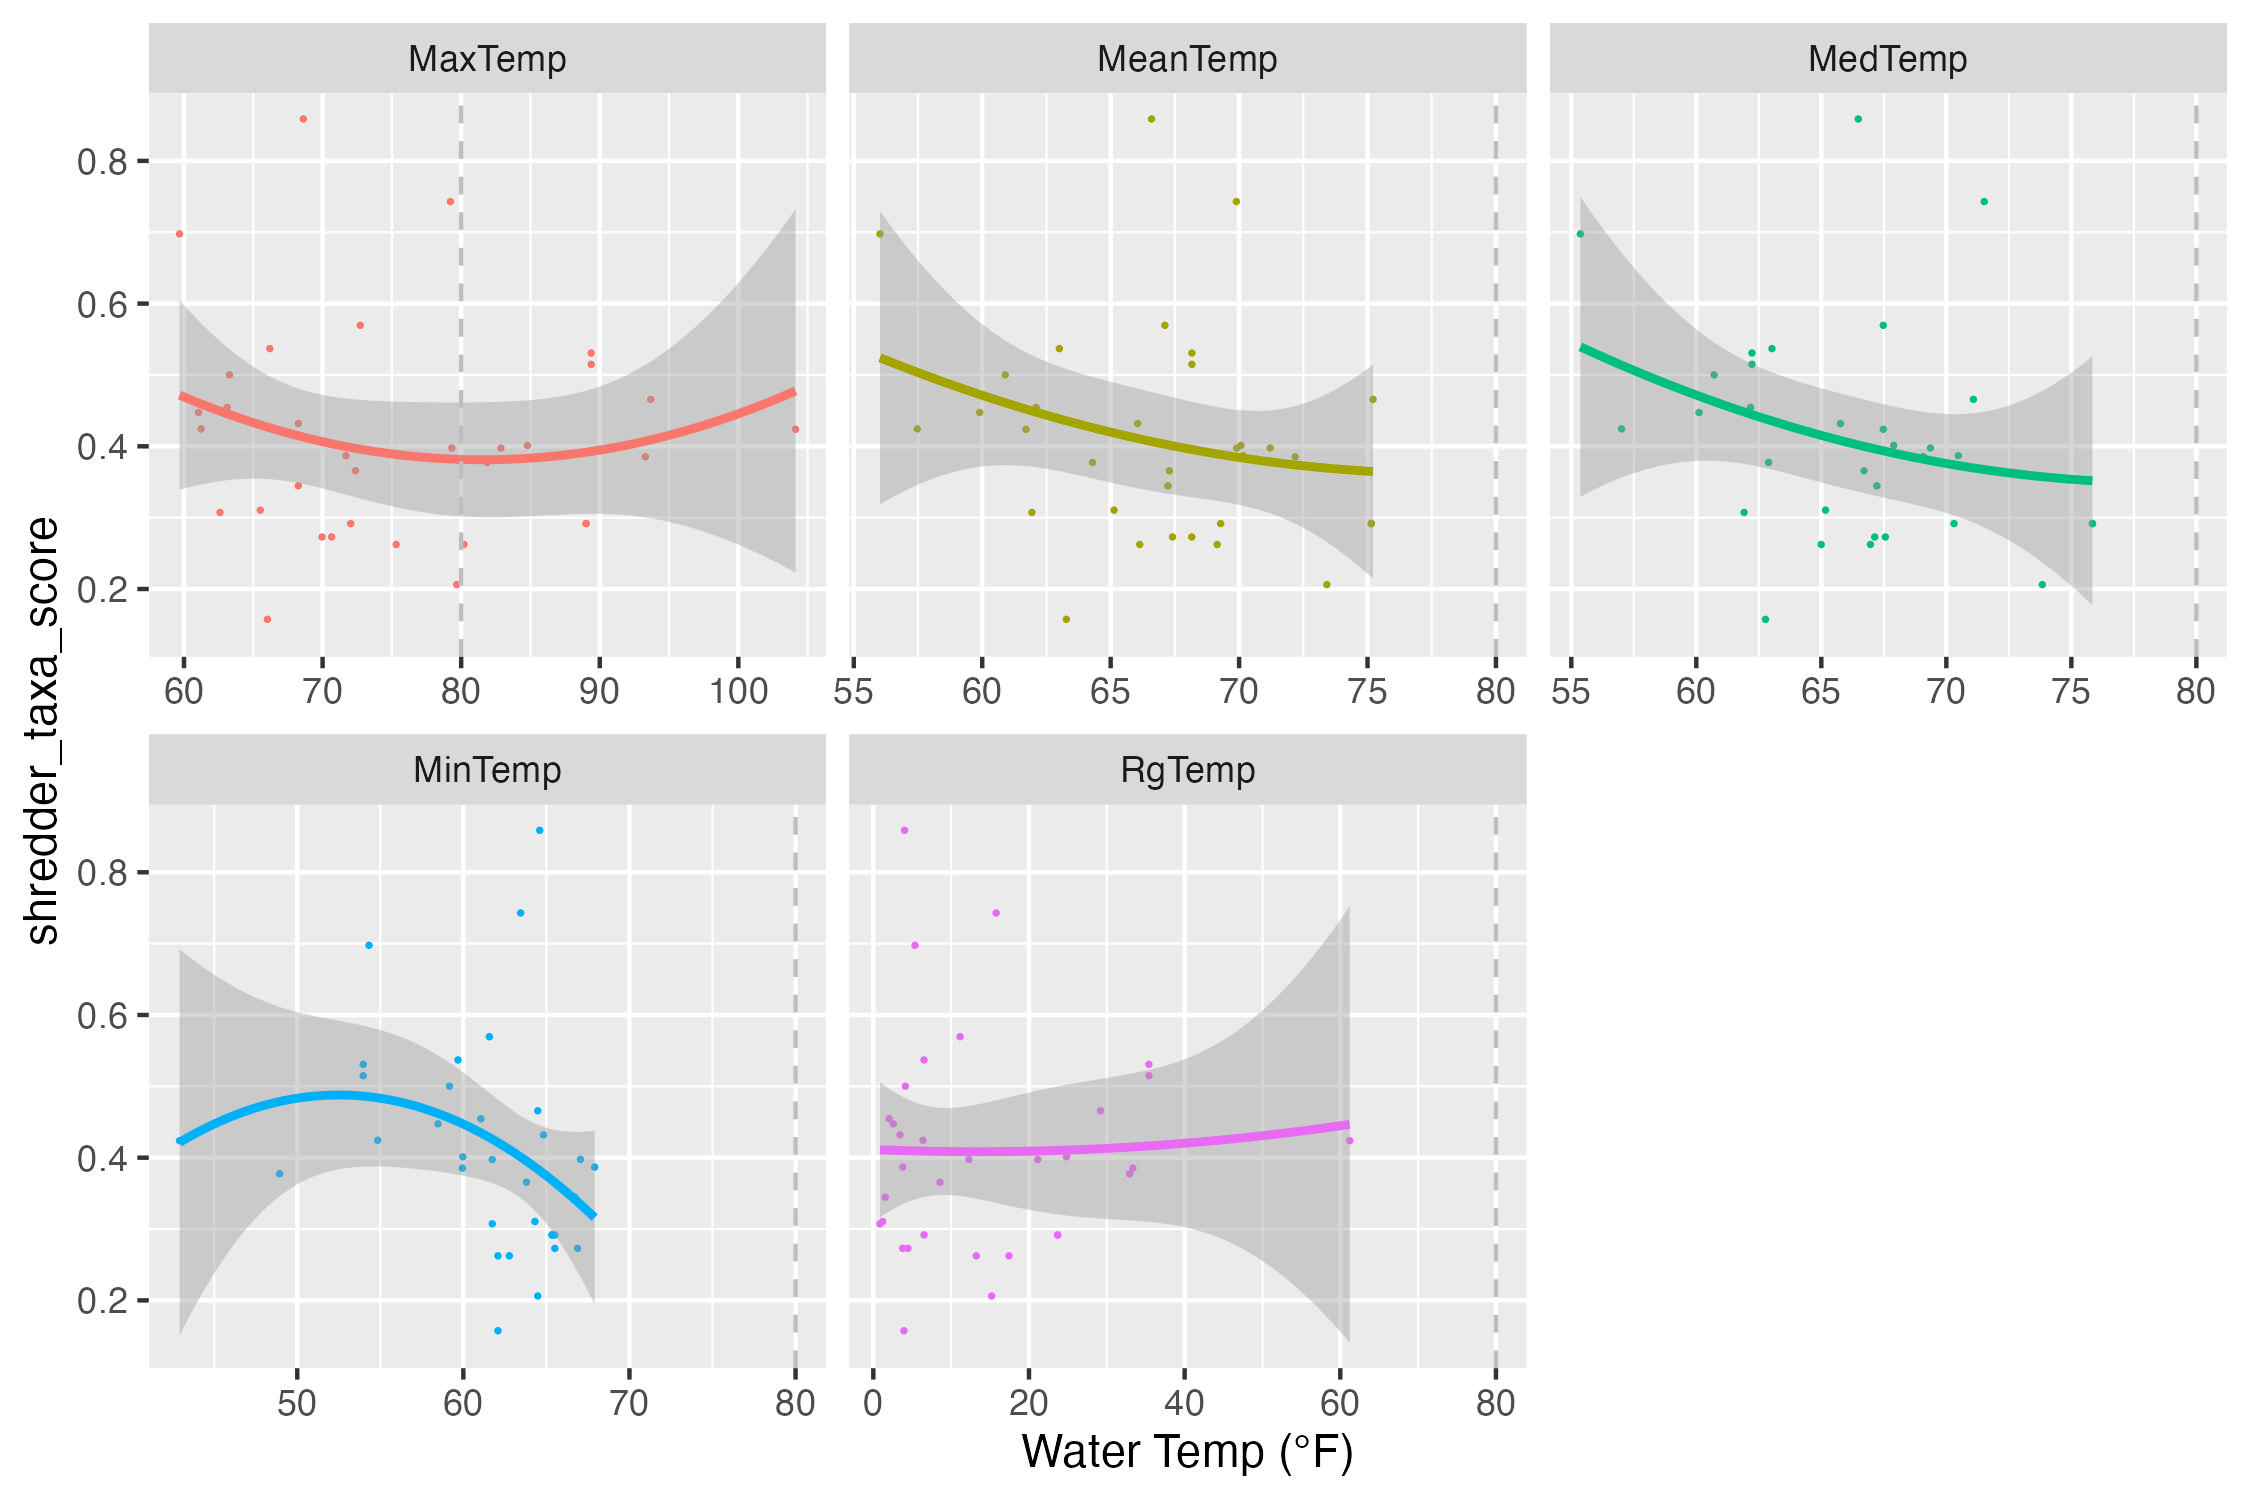 MaxTemp MeanTemp MedTemp
0.8
0.6
0.4
0.2
60 70 80 90 100 55 60 65 70 75 80 55 60 65 70 75 80
shredder_taxa_score
MinTemp RgTemp
0.8
0.6
0.4
0.2
50 60 70 80 0 20 40 60 80
Water Temp (°F)